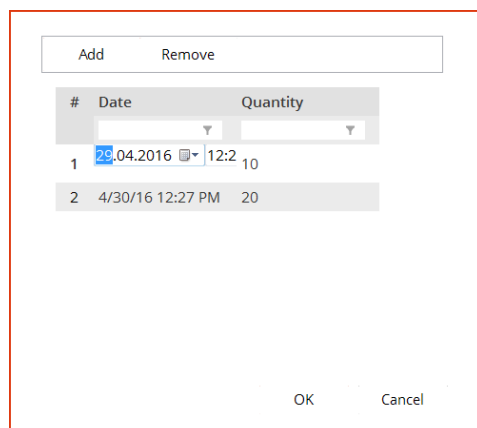 Add Remove
# Date Quantity
1 29.04.2016 12:2 10
2 4/30/16 12:27 PM 20
OK Cancel